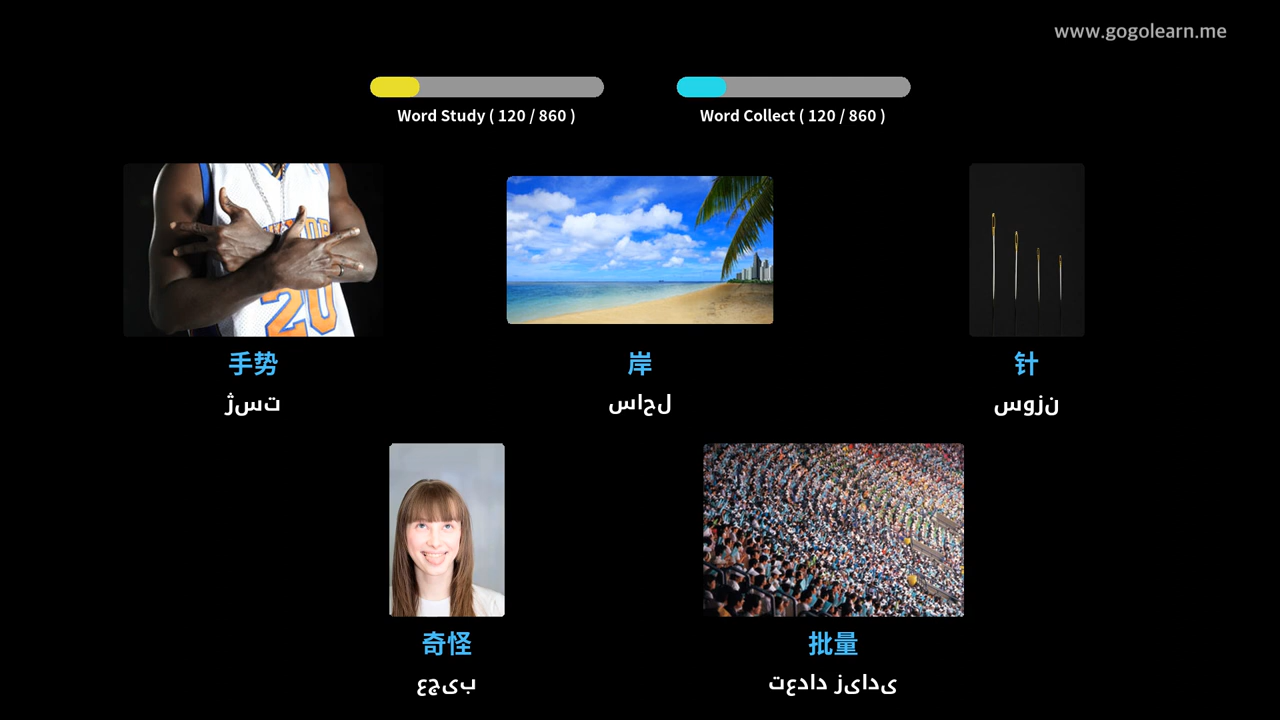 www.gogolearn.me
Word Study ( 120 / 860 )
Word Collect ( 120 / 860 )
20
手势
岸
针
ژست
ساحل
سوزن
奇怪
批量
عجیب
تعداد زیادی